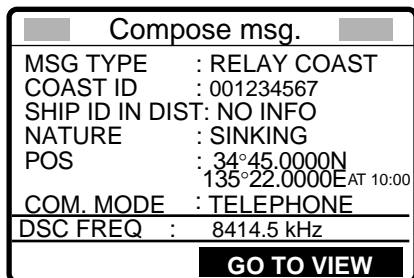 Compose msg.
MSG TYPE : RELAY COAST
COAST ID : 001234567
SHIP ID IN DIST: NO INFO
NATURE : SINKING
POS : 34°45.0000N
135°22.0000E AT 10:00
COM. MODE : TELEPHONE
DSC FREQ : 8414.5 kHz
GO TO VIEW